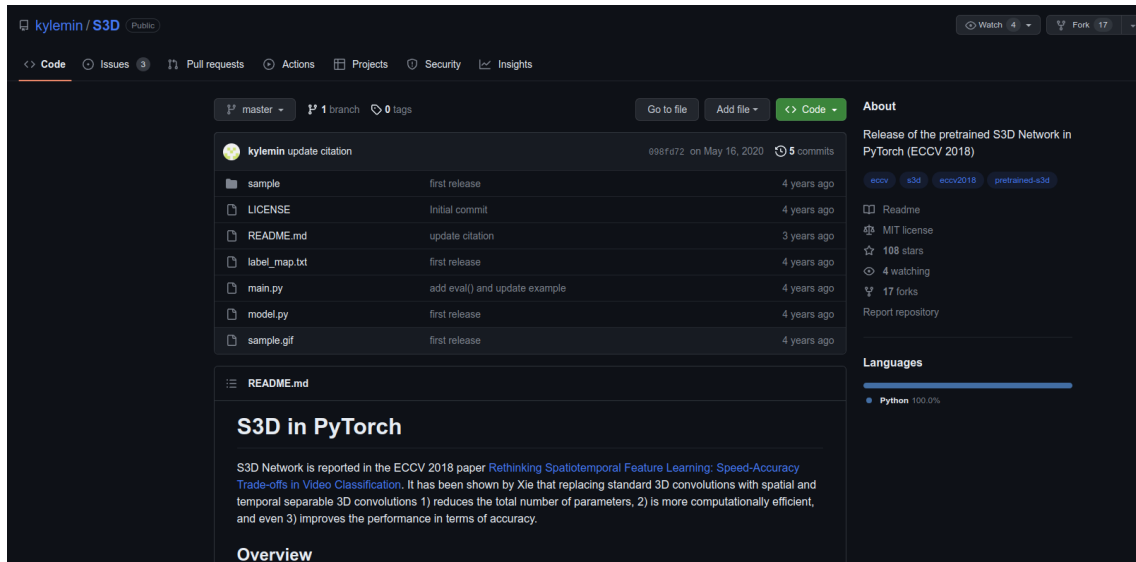 kylemin / S3D Public
Watch 4
Fork 17
Code
Issues 3
Pull requests
Actions
Projects
Security
Insights
master
1 branch
0 tags
Go to file
Add file
Code
kylemin update citation
098fd72 on May 16, 2020
5 commits
sample first release 4 years ago
LICENSE Initial commit 4 years ago
README.md update citation 3 years ago
label_map.txt first release 4 years ago
main.py add eval() and update example 4 years ago
model.py first release 4 years ago
sample.gif first release 4 years ago
README.md
S3D in PyTorch
S3D Network is reported in the ECCV 2018 paper Rethinking Spatiotemporal Feature Learning: Speed-Accuracy
Trade-offs in Video Classification. It has been shown by Xie that replacing standard 3D convolutions with spatial and
temporal separable 3D convolutions 1) reduces the total number of parameters, 2) is more computationally efficient,
and even 3) improves the performance in terms of accuracy.
Overview
About
Release of the pretrained S3D Network in
PyTorch (ECCV 2018)
eccv s3d eccv2018 pretrained-s3d
Readme
MIT license
108 stars
4 watching
17 forks
Report repository
Languages
Python 100.0%